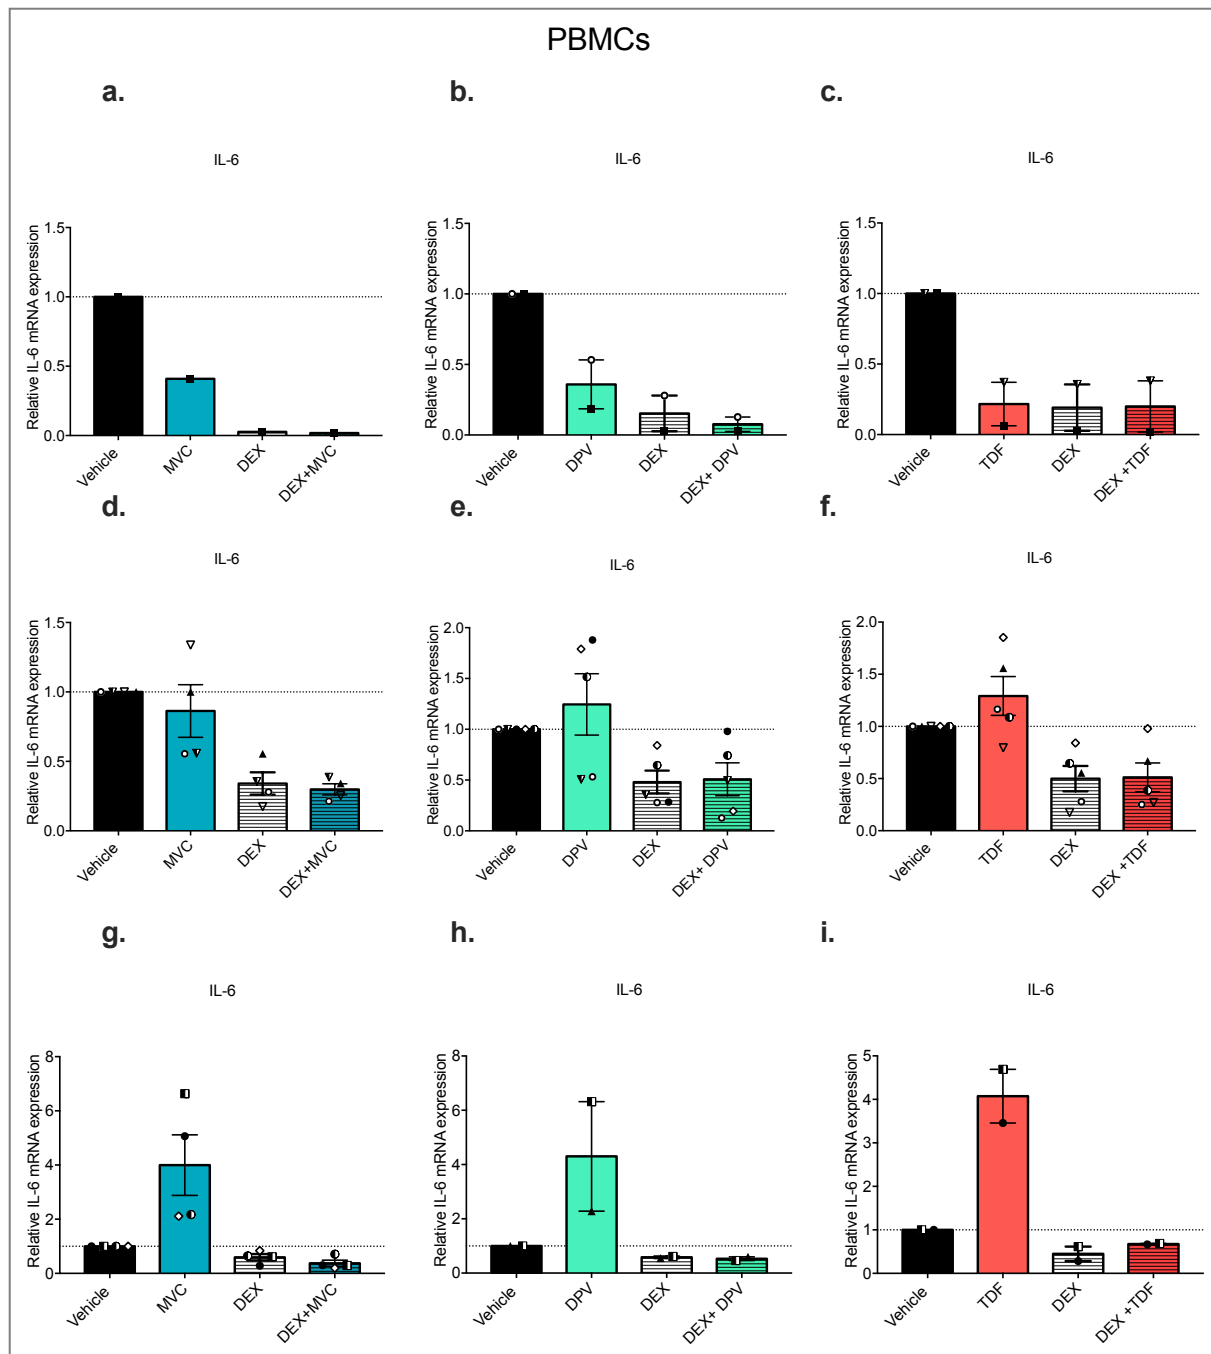 PBMCs
a.
b.
c.
IL-6
IL-6
IL-6
Relative IL-6 mRNA expression
1.5
1.0
0.5
0.0
Vehicle
MVC
DEX
DEX+MVC
Relative IL-6 mRNA expression
1.5
1.0
0.5
0.0
Vehicle
DPV
DEX
DEX+ DPV
Relative IL-6 mRNA expression
1.5
1.0
0.5
0.0
Vehicle
TDF
DEX
DEX +TDF
d.
e.
f.
IL-6
IL-6
IL-6
Relative IL-6 mRNA expression
1.5
1.0
0.5
0.0
Vehicle
MVC
DEX
DEX+MVC
Relative IL-6 mRNA expression
2.0
1.5
1.0
0.5
0.0
Vehicle
DPV
DEX
DEX+ DPV
Relative IL-6 mRNA expression
2.0
1.5
1.0
0.5
0.0
Vehicle
TDF
DEX
DEX +TDF
g.
h.
i.
IL-6
IL-6
IL-6
Relative IL-6 mRNA expression
8
6
4
2
0
Vehicle
MVC
DEX
DEX+MVC
Relative IL-6 mRNA expression
8
6
4
2
0
Vehicle
DPV
DEX
DEX+ DPV
Relative IL-6 mRNA expression
5
4
3
2
1
0
Vehicle
TDF
DEX
DEX +TDF